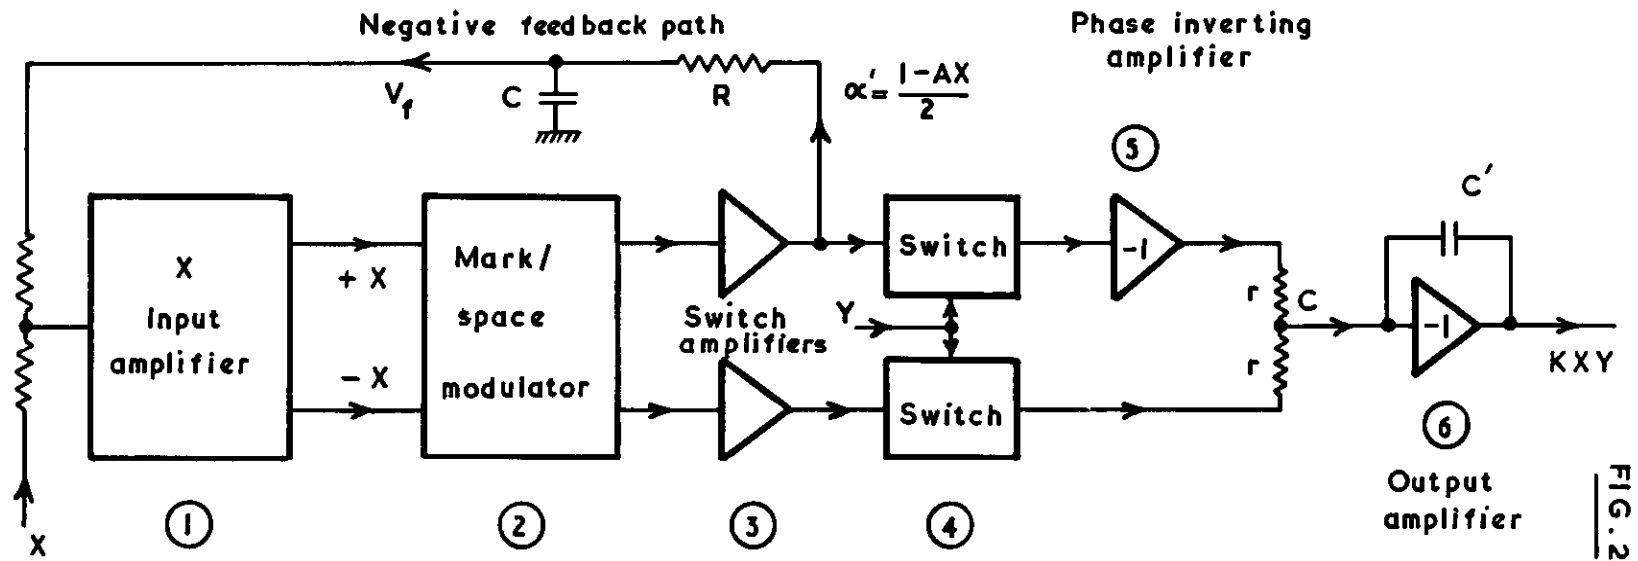 Negative feedback path
Phase inverting
amplifier
V_f
C
R
α' = (1-AX)/2
5
C'
X
input
amplifier
+ X
- X
Mark/
space
modulator
Switch
amplifiers
Switch
Y
Switch
-1
r
C
r
-1
KXY
X
1
2
3
4
6
Output
amplifier
FIG. 2